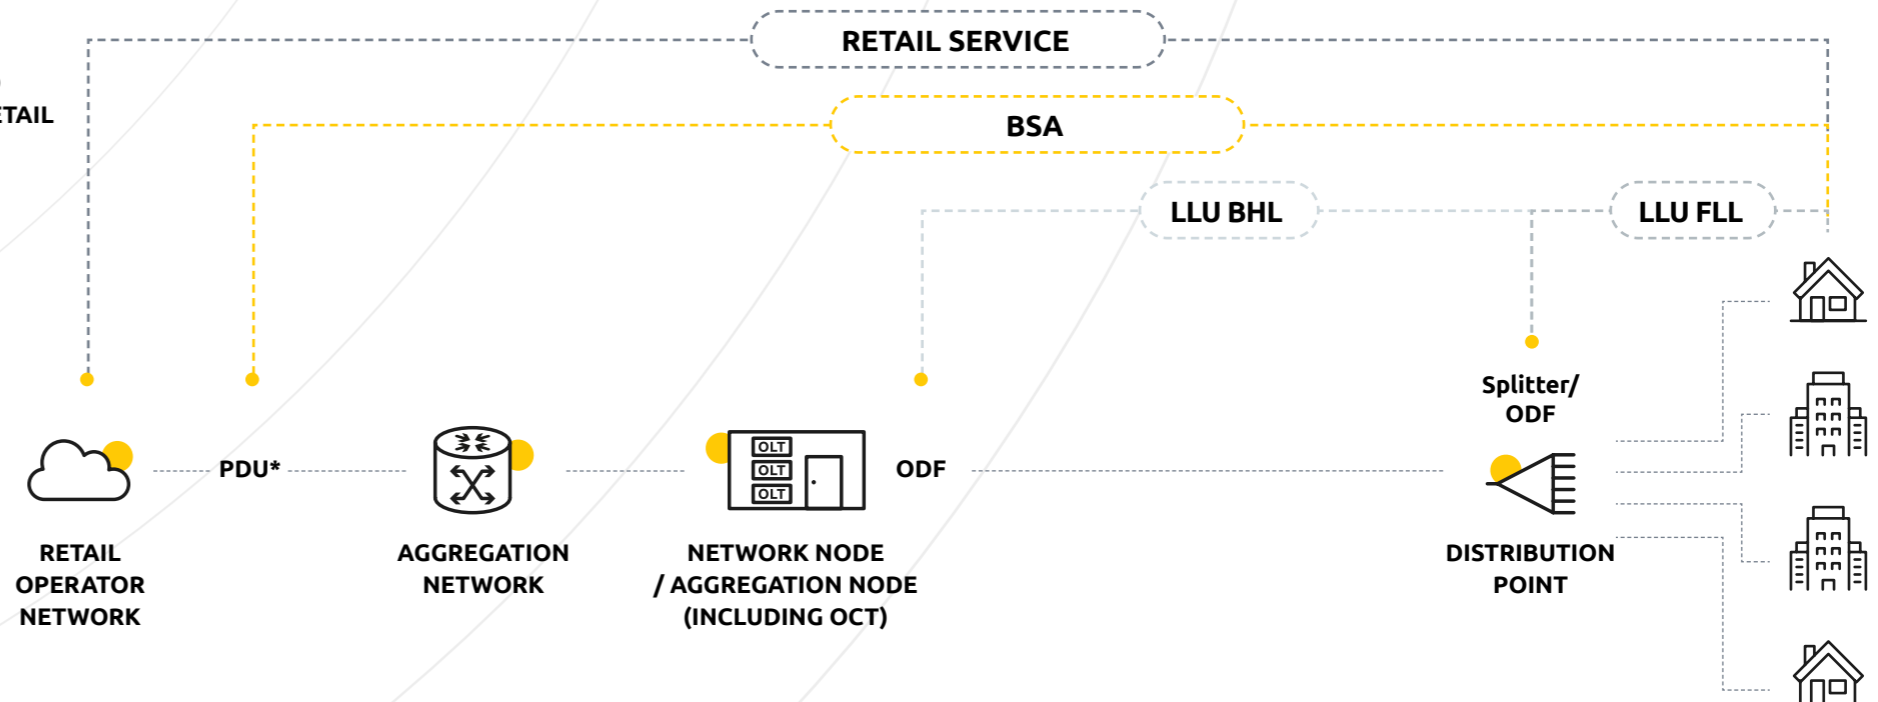 RETAIL SERVICE
BSA
LLU BHL
LLU FLL
Splitter/
ODF
PDU*
OLT
OLT
OLT
ODF
RETAIL
OPERATOR
NETWORK
AGGREGATION
NETWORK
NETWORK NODE
/ AGGREGATION NODE
(INCLUDING OCT)
DISTRIBUTION
POINT